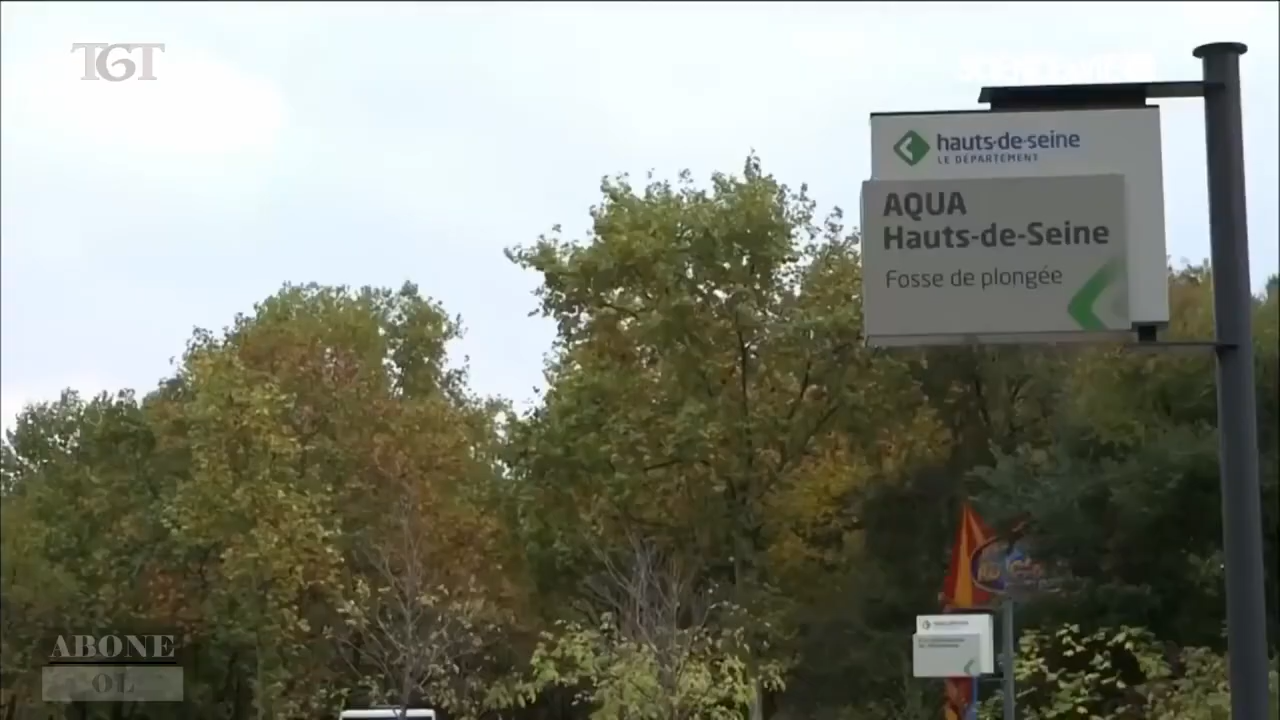 TGT
hauts-de-seine
LE DÉPARTEMENT
AQUA
Hauts-de-Seine
Fosse de plongée
ABONE
OL